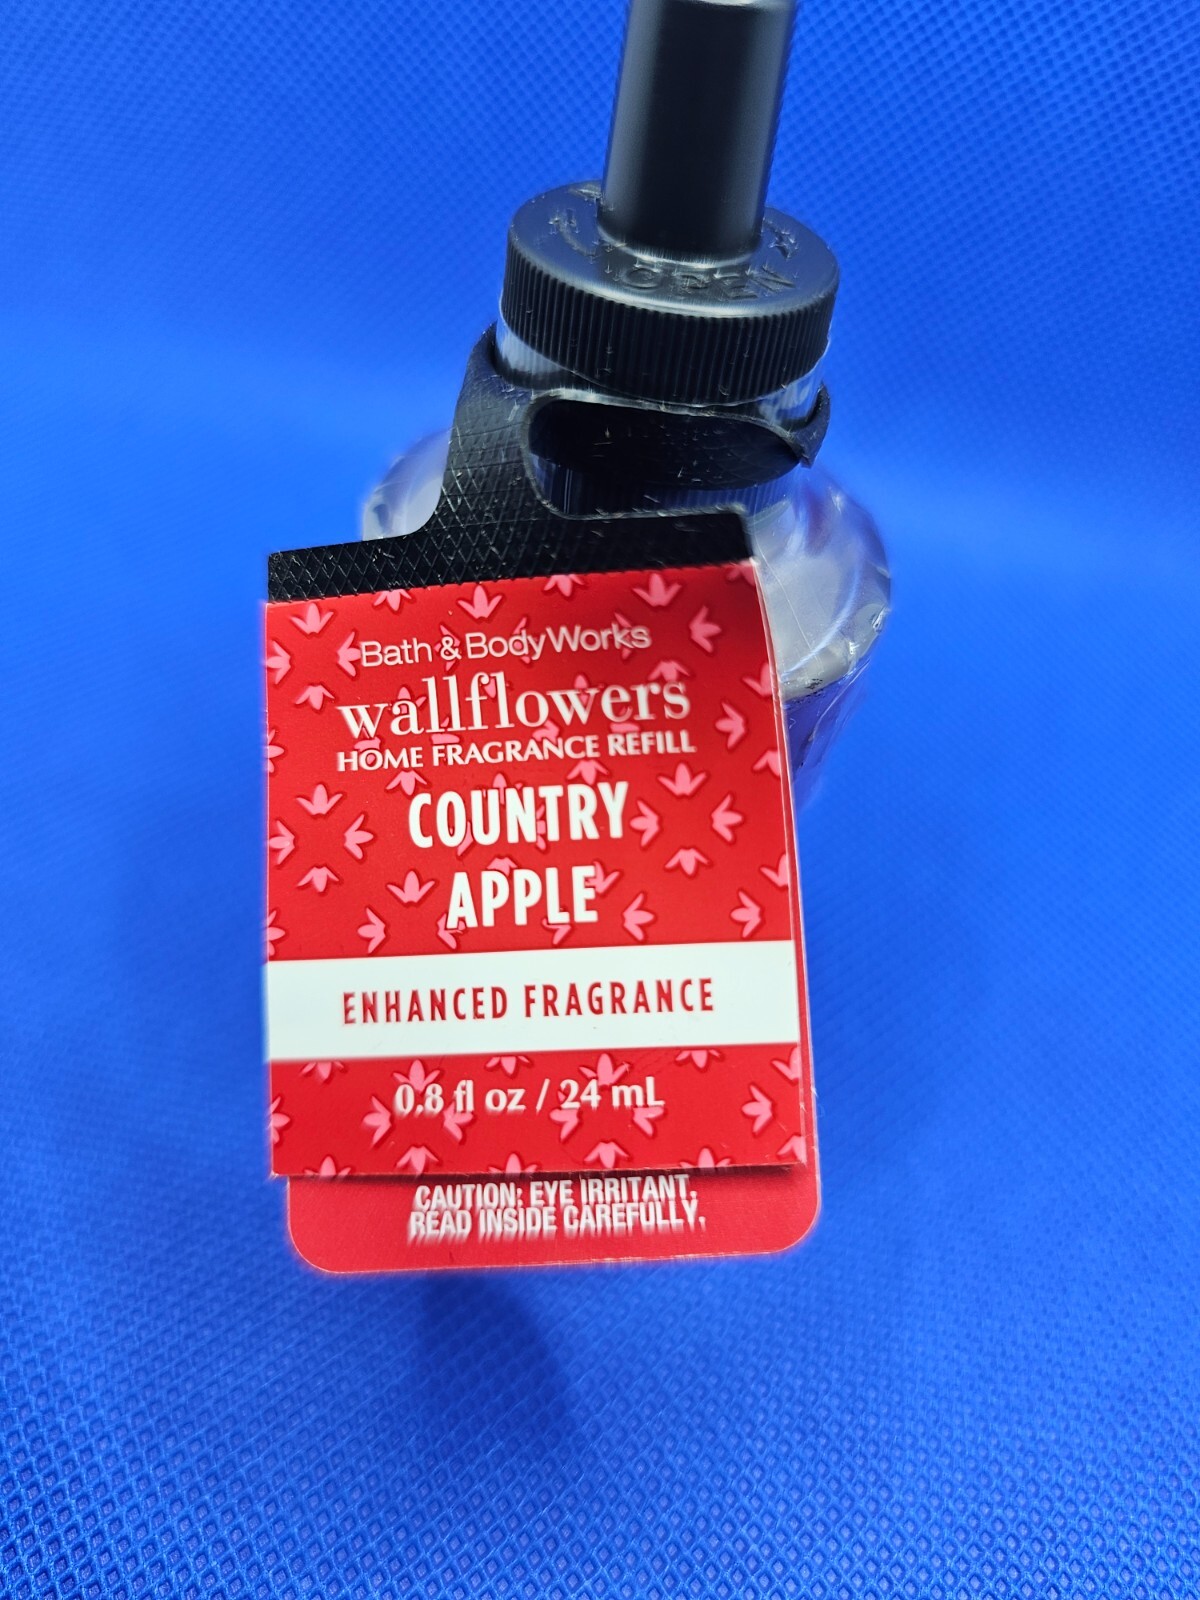 OPEN
Bath & Body Works
wallflowers
HOME FRAGRANCE REFILL
COUNTRY
APPLE
ENHANCED FRAGRANCE
0.8 fl oz / 24 mL
CAUTION: EYE IRRITANT.
READ INSIDE CAREFULLY.